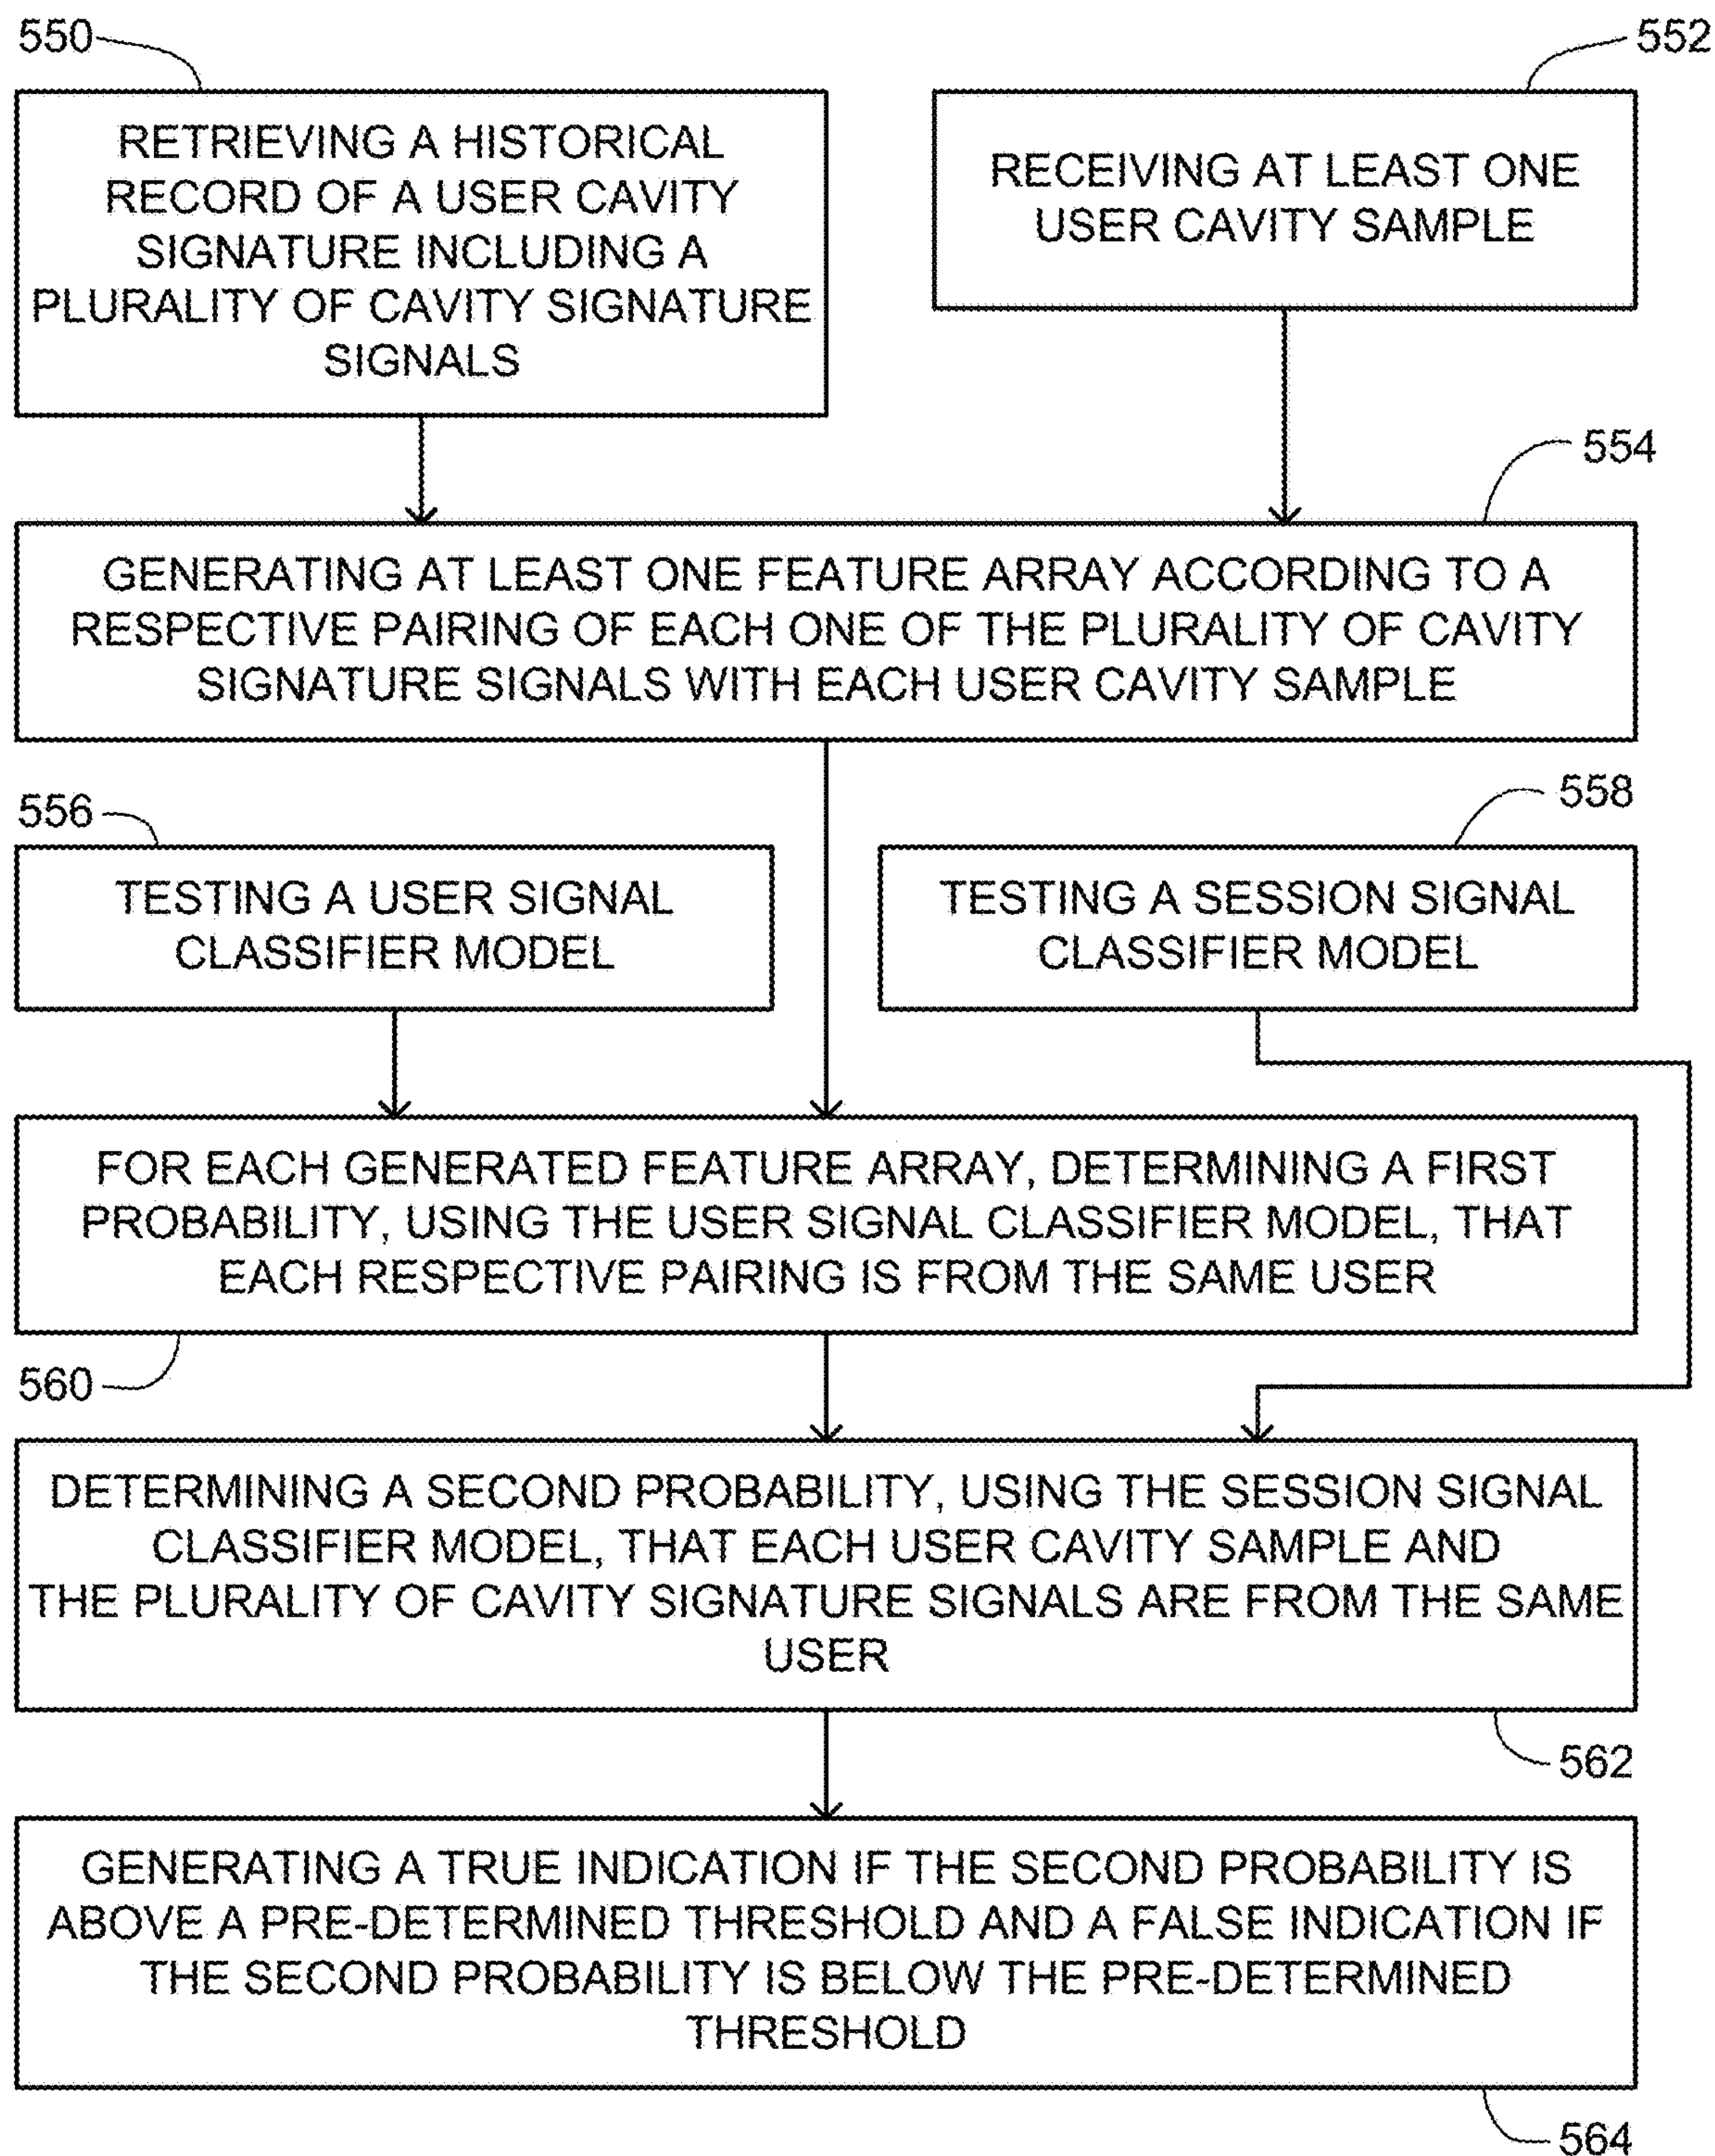 550
552
RETRIEVING A HISTORICAL
RECORD OF A USER CAVITY
SIGNATURE INCLUDING A
PLURALITY OF CAVITY SIGNATURE
SIGNALS
RECEIVING AT LEAST ONE
USER CAVITY SAMPLE
554
GENERATING AT LEAST ONE FEATURE ARRAY ACCORDING TO A
RESPECTIVE PAIRING OF EACH ONE OF THE PLURALITY OF CAVITY
SIGNATURE SIGNALS WITH EACH USER CAVITY SAMPLE
556
558
TESTING A USER SIGNAL
CLASSIFIER MODEL
TESTING A SESSION SIGNAL
CLASSIFIER MODEL
FOR EACH GENERATED FEATURE ARRAY, DETERMINING A FIRST
PROBABILITY, USING THE USER SIGNAL CLASSIFIER MODEL, THAT
EACH RESPECTIVE PAIRING IS FROM THE SAME USER
560
DETERMINING A SECOND PROBABILITY, USING THE SESSION SIGNAL
CLASSIFIER MODEL, THAT EACH USER CAVITY SAMPLE AND
THE PLURALITY OF CAVITY SIGNATURE SIGNALS ARE FROM THE SAME
USER
562
GENERATING A TRUE INDICATION IF THE SECOND PROBABILITY IS
ABOVE A PRE-DETERMINED THRESHOLD AND A FALSE INDICATION IF
THE SECOND PROBABILITY IS BELOW THE PRE-DETERMINED
THRESHOLD
564